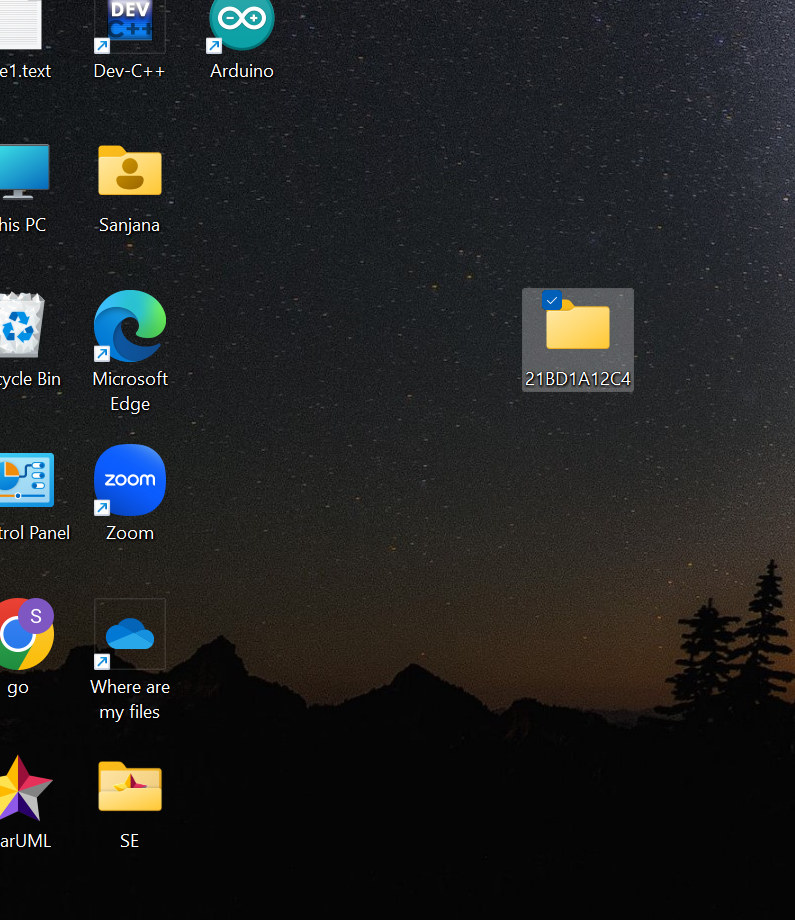 e1.text
DEV
C++
Dev-C++
Arduino
his PC
Sanjana
ycle Bin
Microsoft
Edge
21BD1A12C4
trol Panel
zoom
Zoom
S
go
Where are
my files
arUML
SE